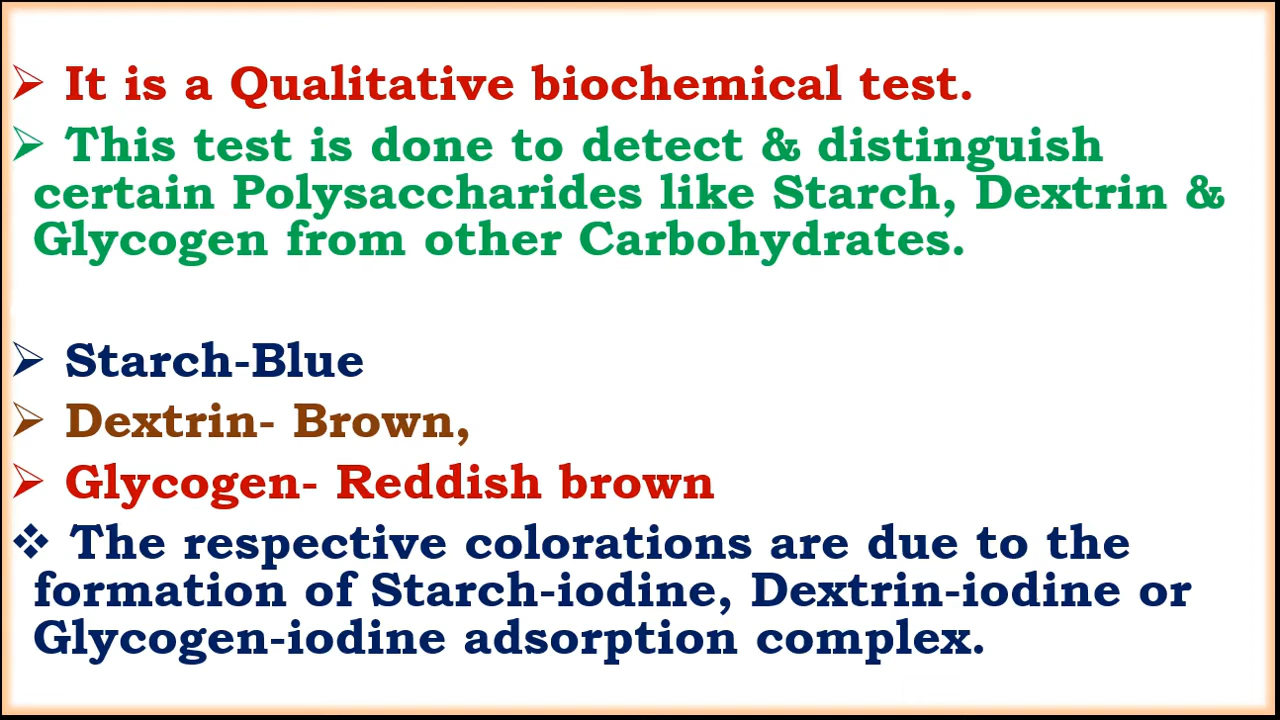 ➢ It is a Qualitative biochemical test.
➢ This test is done to detect & distinguish
certain Polysaccharides like Starch, Dextrin &
Glycogen from other Carbohydrates.
➢ Starch-Blue
➢ Dextrin- Brown,
➢ Glycogen- Reddish brown
❖ The respective colorations are due to the
formation of Starch-iodine, Dextrin-iodine or
Glycogen-iodine adsorption complex.